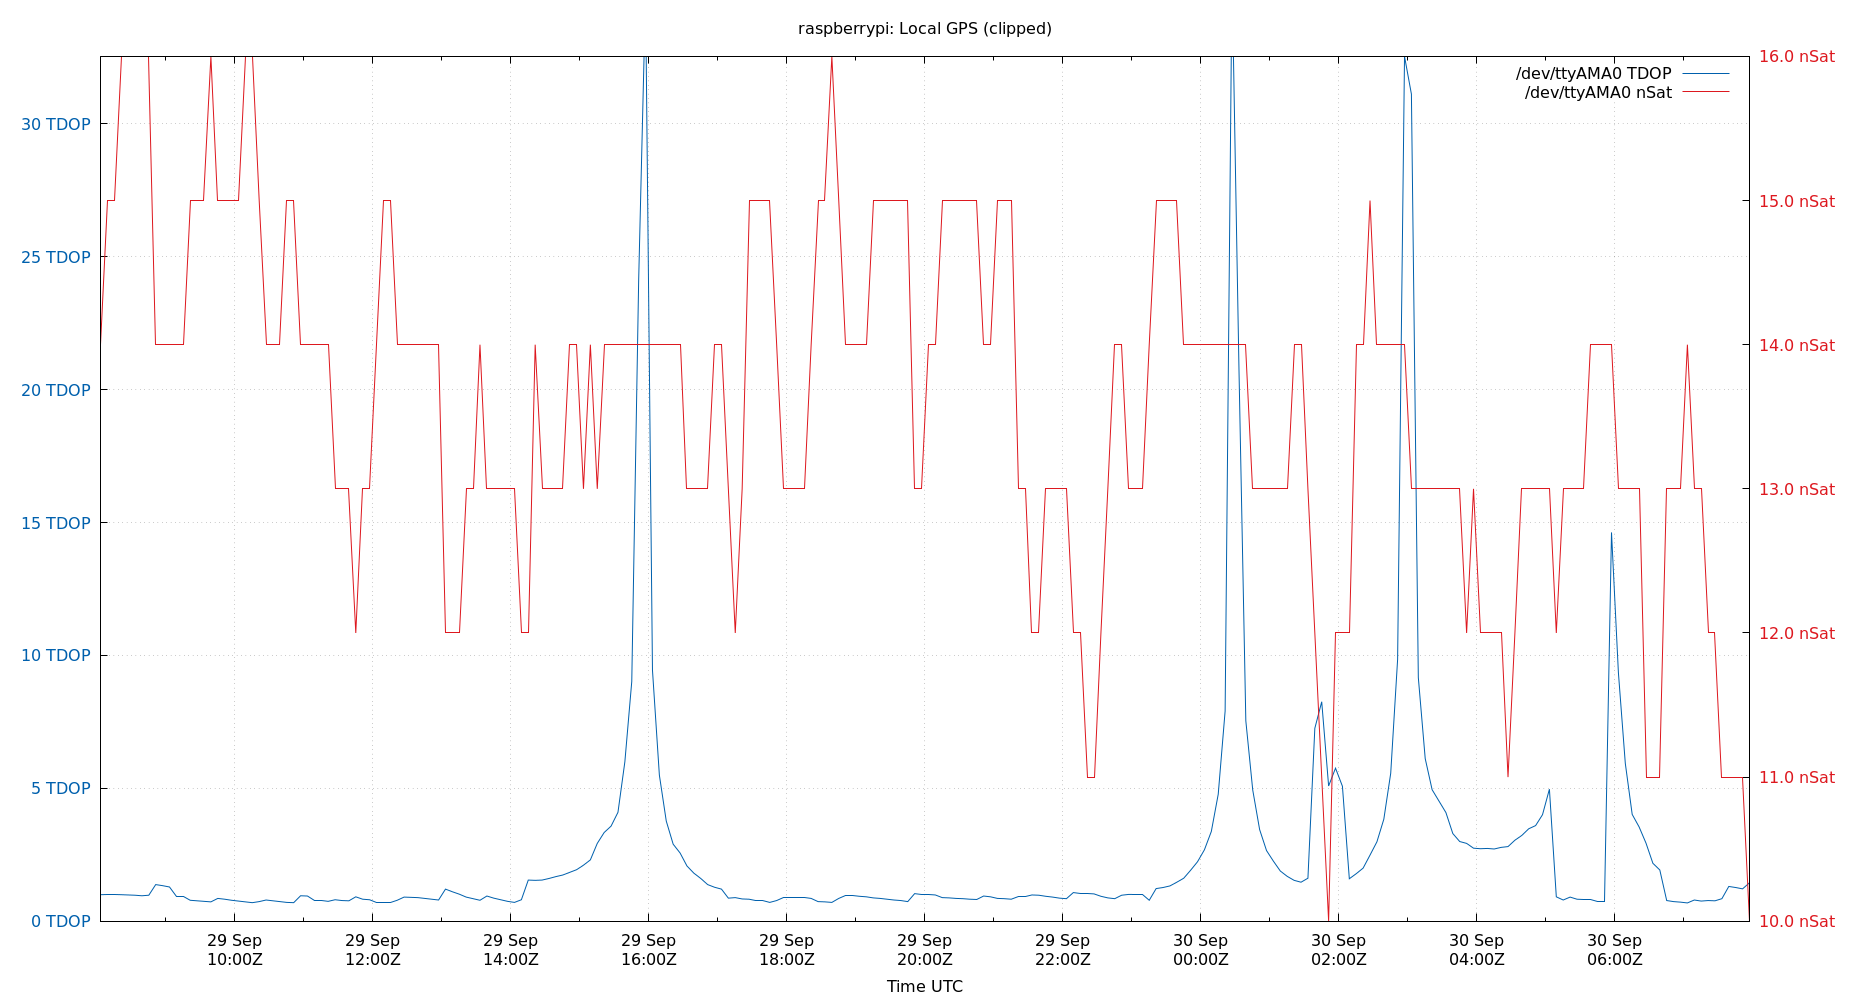 raspberrypi: Local GPS (clipped)
/dev/ttyAMA0 TDOP
/dev/ttyAMA0 nSat
30 TDOP
25 TDOP
20 TDOP
15 TDOP
10 TDOP
5 TDOP
0 TDOP
16.0 nSat
15.0 nSat
14.0 nSat
13.0 nSat
12.0 nSat
11.0 nSat
10.0 nSat
29 Sep
10:00Z
29 Sep
12:00Z
29 Sep
14:00Z
29 Sep
16:00Z
29 Sep
18:00Z
29 Sep
20:00Z
29 Sep
22:00Z
30 Sep
00:00Z
30 Sep
02:00Z
30 Sep
04:00Z
30 Sep
06:00Z
Time UTC